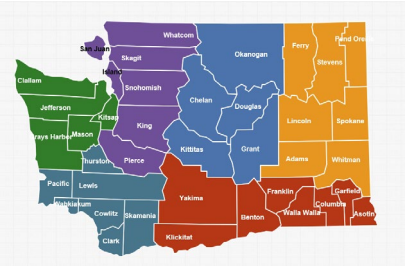 Whatcom
San Juan
Skagit
Island
Snohomish
Clallam
Jefferson
Kitsap
King
Grays Harbor
Mason
Thurston
Pierce
Pacific
Lewis
Wahkiakum
Cowlitz
Skamania
Clark
Okanogan
Chelan
Douglas
Kittitas
Grant
Ferry
Stevens
Pend Ore
Lincoln
Spokane
Adams
Whitman
Yakima
Klickitat
Benton
Franklin
Walla Walla
Columbia
Garfield
Asotin